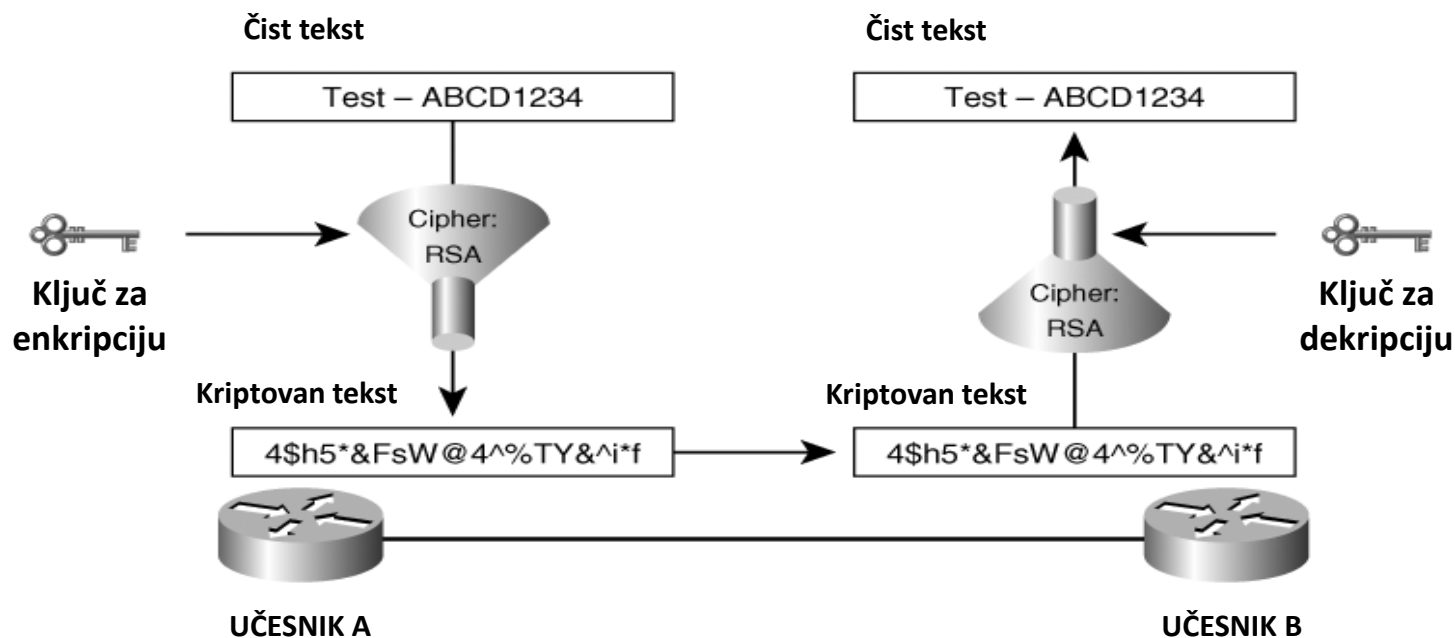 Čist tekst
Test – ABCD1234
Cipher:
RSA
Ključ za
enkripciju
Kriptovan tekst
4$h5*&FsW@4^%TY&^i*f
UČESNIK A
Čist tekst
Test – ABCD1234
Cipher:
RSA
Ključ za
dekripciju
Kriptovan tekst
4$h5*&FsW@4^%TY&^i*f
UČESNIK B